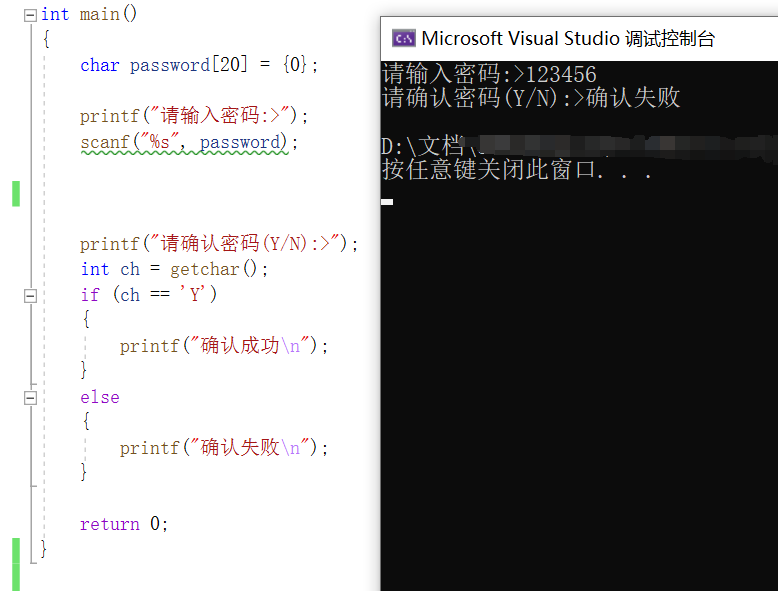 int main()
{
char password[20] = {0};
printf("请输入密码:>");
scanf("%s", password);
printf("请确认密码(Y/N):>");
int ch = getchar();
if (ch == 'Y')
{
printf("确认成功\n");
}
else
{
printf("确认失败\n");
}
return 0;
}
Microsoft Visual Studio 调试控制台
请输入密码:>123456
请确认密码(Y/N):>确认失败
D:\文档\
按任意键关闭此窗口. . .